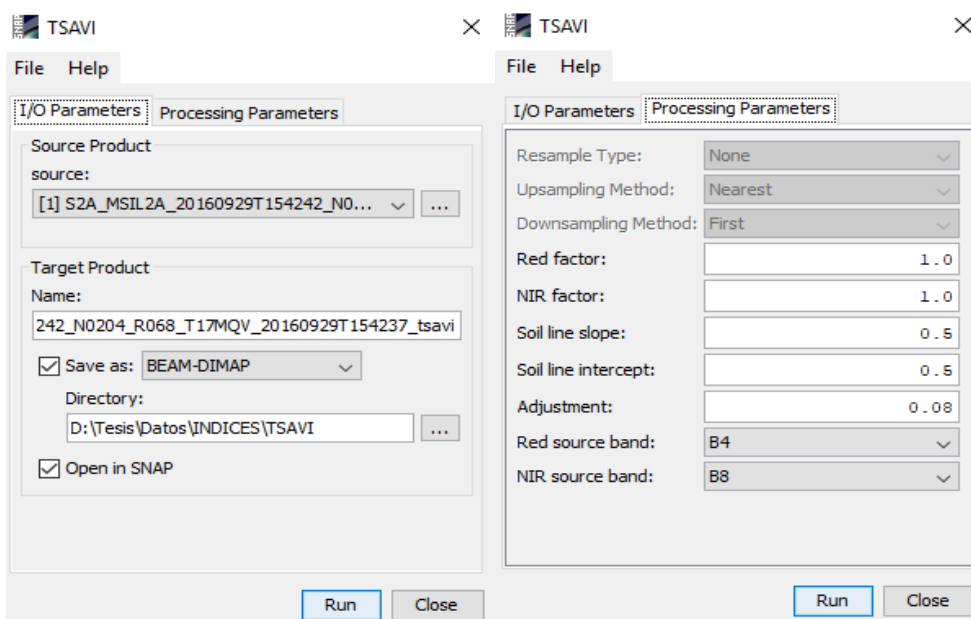 TSAVI
File Help
I/O Parameters Processing Parameters
Source Product
source:
[1] S2A_MSIL2A_20160929T154242_N0... ...
Target Product
Name:
242_N0204_R068_T17MQV_20160929T154237_tsavi
Save as: BEAM-DIMAP
Directory:
D:\Tesis\Datos\INDICES\TSAVI ...
Open in SNAP
Run Close
TSAVI
File Help
I/O Parameters Processing Parameters
Resample Type: None
Upsampling Method: Nearest
Downsampling Method: First
Red factor: 1.0
NIR factor: 1.0
Soil line slope: 0.5
Soil line intercept: 0.5
Adjustment: 0.08
Red source band: B4
NIR source band: B8
Run Close